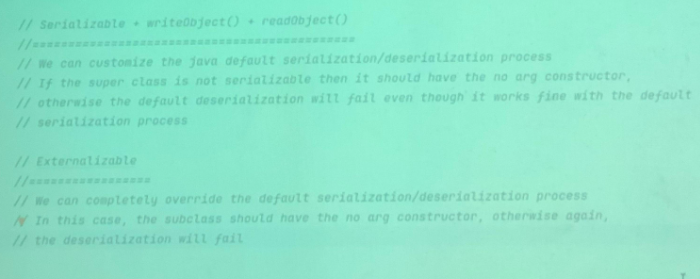 // Serializable + writeObject() + readObject()
//==============================================
// We can customize the java default serialization/deserialization process
// If the super class is not serializable then it should have the no arg constructor,
// otherwise the default deserialization will fail even though it works fine with the default
// serialization process
// Externalizable
//=================
// We can completely override the default serialization/deserialization process
// In this case, the subclass should have the no arg constructor, otherwise again,
// the deserialization will fail